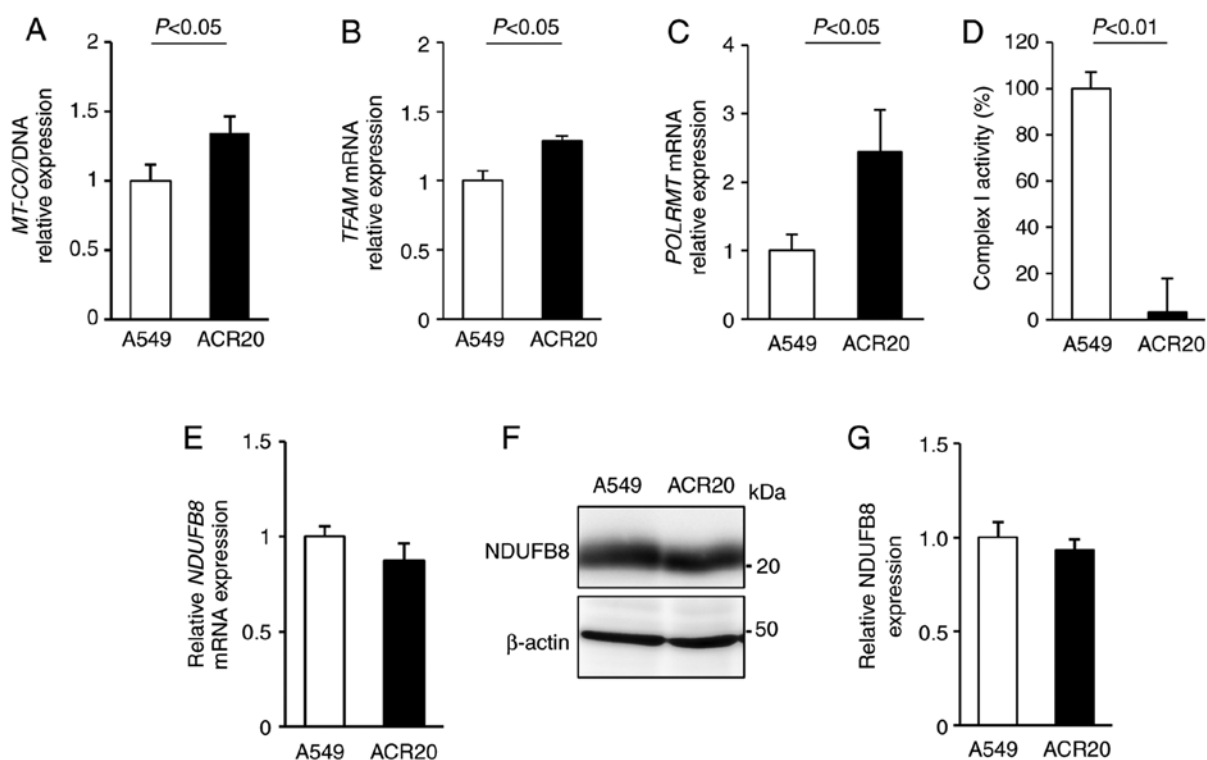 A
P<0.05
MT-CO/DNA
relative expression
2
1.5
1
0.5
0
A549
ACR20
B
P<0.05
TFAM mRNA
relative expression
2
1.5
1
0.5
0
A549
ACR20
C
P<0.05
POLRMT mRNA
relative expression
4
3
2
1
0
A549
ACR20
D
P<0.01
Complex I activity (%)
120
100
80
60
40
20
0
A549
ACR20
E
Relative NDUFB8
mRNA expression
1.5
1
0.5
0
A549
ACR20
F
A549
ACR20
kDa
NDUFB8
20
β-actin
50
G
Relative NDUFB8
expression
1.5
1.0
0.5
0
A549
ACR20